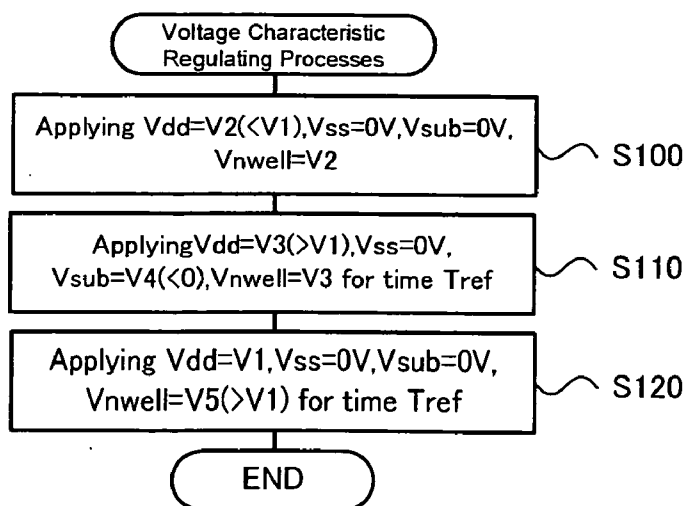 Voltage Characteristic
Regulating Processes
Applying Vdd=V2(<V1),Vss=0V,Vsub=0V,
Vnwell=V2
S100
ApplyingVdd=V3(>V1),Vss=0V,
Vsub=V4(<0),Vnwell=V3 for time Tref
S110
Applying Vdd=V1,Vss=0V,Vsub=0V,
Vnwell=V5(>V1) for time Tref
S120
END